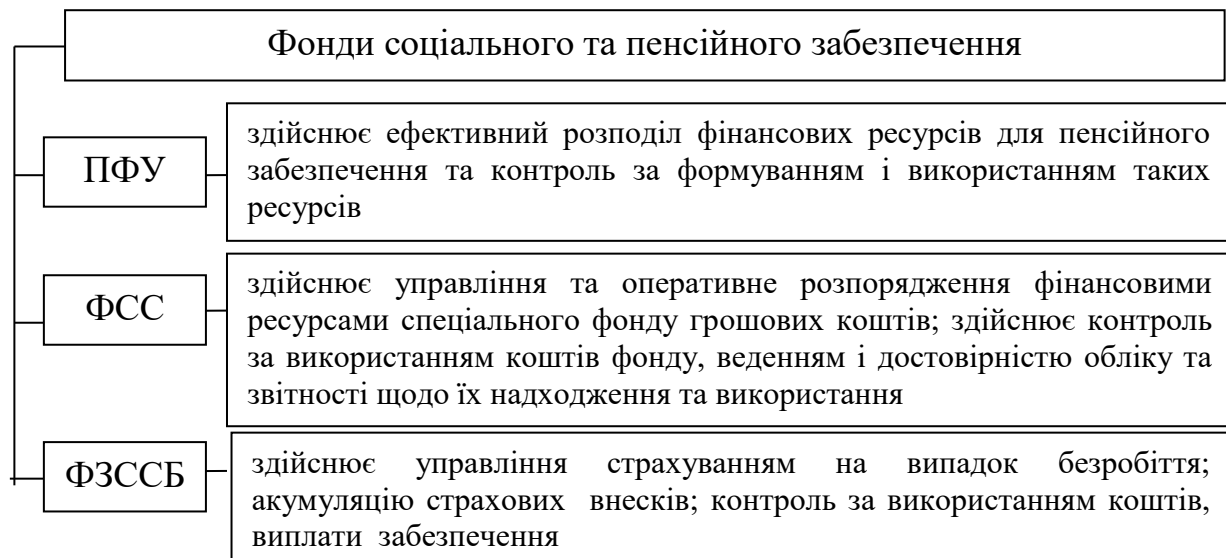 Фонди соціального та пенсійного забезпечення
ПФУ
здійснює ефективний розподіл фінансових ресурсів для пенсійного
забезпечення та контроль за формуванням і використанням таких
ресурсів
ФСС
здійснює управління та оперативне розпорядження фінансовими
ресурсами спеціального фонду грошових коштів; здійснює контроль
за використанням коштів фонду, веденням і достовірністю обліку та
звітності щодо їх надходження та використання
ФЗССБ
здійснює управління страхуванням на випадок безробіття;
акумуляцію страхових внесків; контроль за використанням коштів,
виплати забезпечення